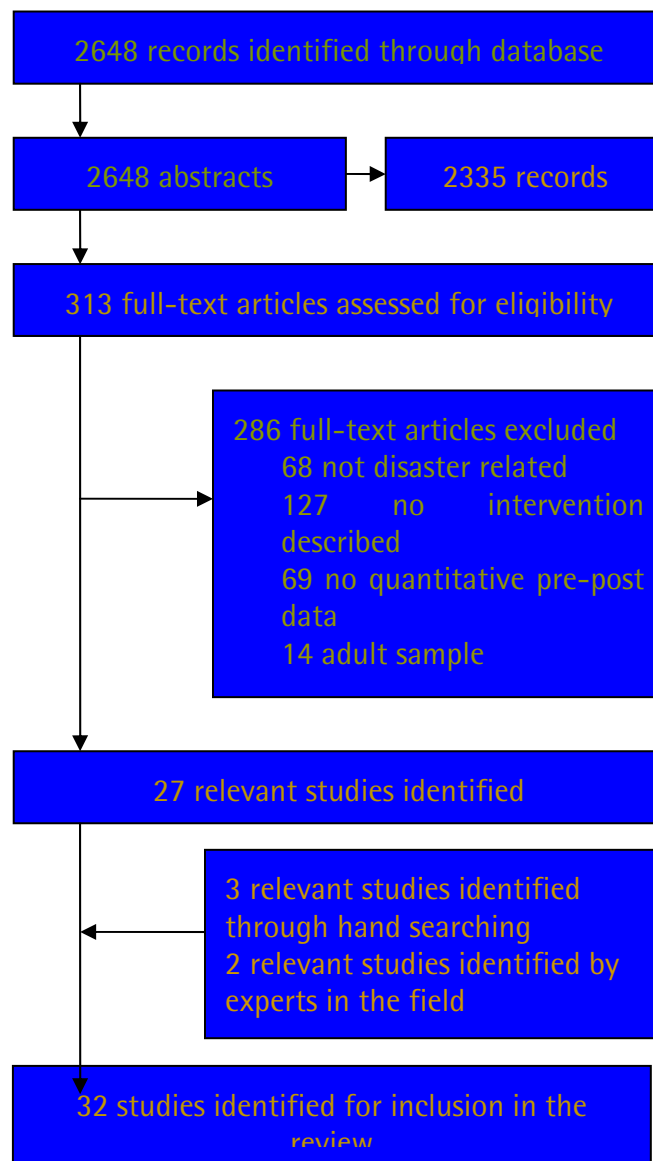 2648 records identified through database
2648 abstracts
2335 records
313 full-text articles assessed for eligibility
286 full-text articles excluded
68 not disaster related
127 no intervention
described
69 no quantitative pre-post
data
14 adult sample
27 relevant studies identified
3 relevant studies identified
through hand searching
2 relevant studies identified by
experts in the field
32 studies identified for inclusion in the
review